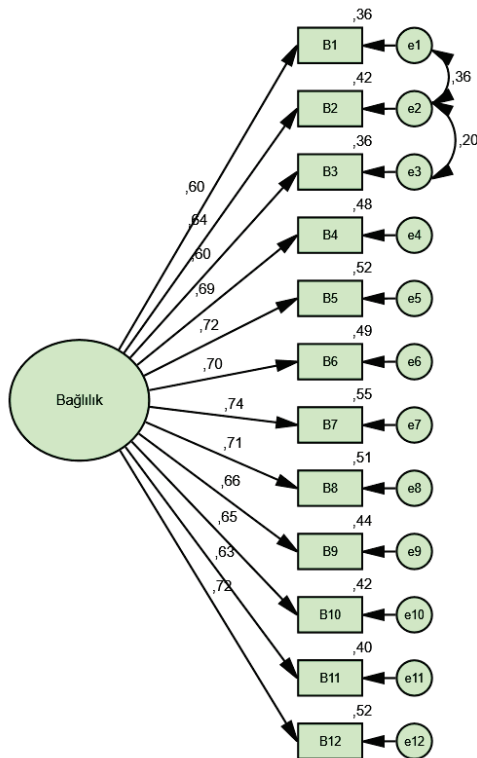 ,36
B1
e1
,36
,42
B2
e2
,36
B3
e3
,20
,60
,48
,64
B4
e4
,60
,52
,69
B5
e5
,72
,49
,70
B6
e6
Bağlılık
,55
,74
B7
e7
,51
,71
B8
e8
,66
,44
B9
e9
,65
,63
,42
,72
B10
e10
,40
B11
e11
,52
B12
e12